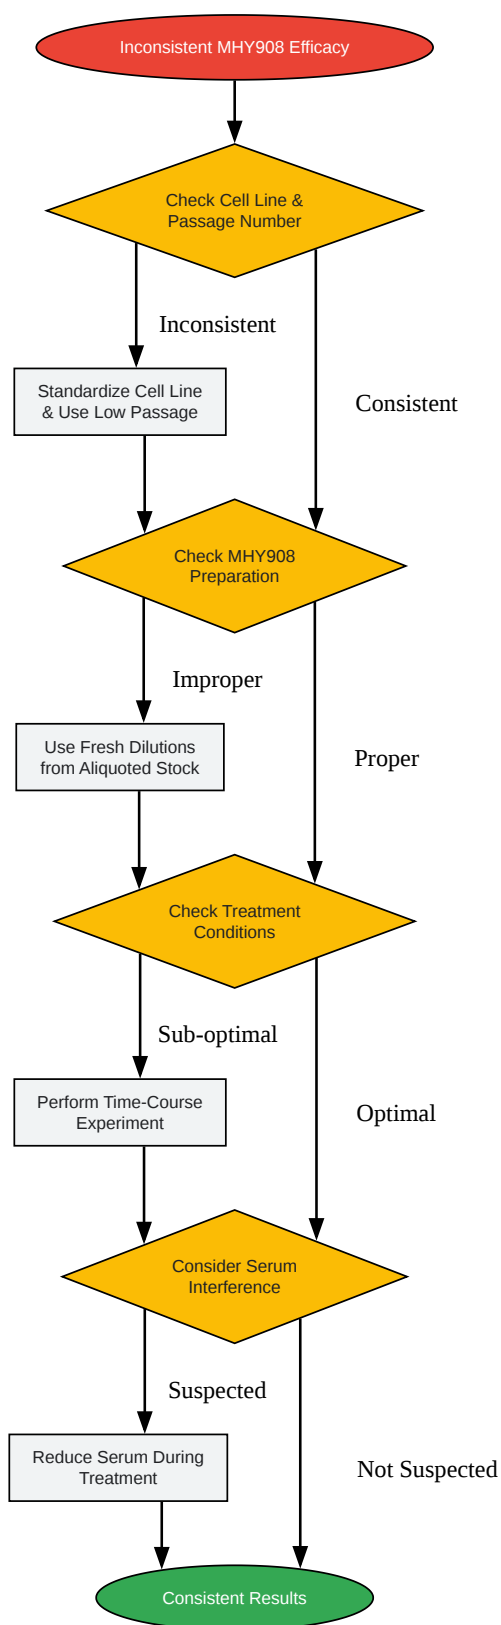 Inconsistent MHY908 Efficacy
Check Cell Line &
Passage Number
Inconsistent
Consistent
Standardize Cell Line
& Use Low Passage
Check MHY908
Preparation
Improper
Proper
Use Fresh Dilutions
from Aliquoted Stock
Check Treatment
Conditions
Sub-optimal
Optimal
Perform Time-Course
Experiment
Consider Serum
Interference
Suspected
Not Suspected
Reduce Serum During
Treatment
Consistent Results